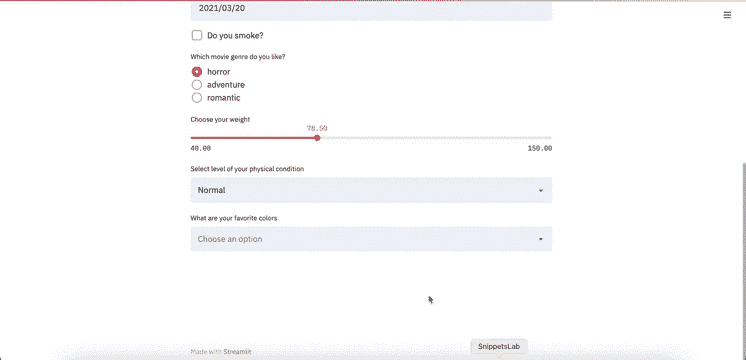 2021/03/20
Do you smoke?
Which movie genre do you like?
horror
adventure
romantic
Choose your weight
78.50
40.00 150.00
Select level of your physical condition
Normal
What are your favorite colors
Choose an option
Made with Streamlit
SnippetsLab